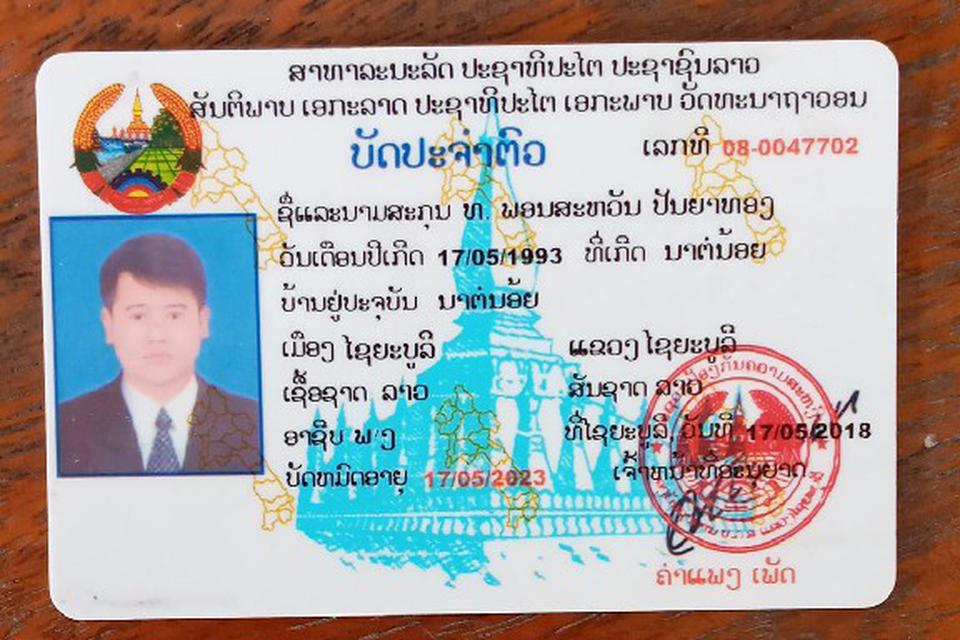 ສາທາລະນະລັດ ປະຊາທິປະໄຕ ປະຊາຊົນລາວ
ສັນຕິພາບ ເອກະລາດ ປະຊາທິປະໄຕ ເອກະພາບ ວັດທະນາຖາວອນ
ບັດປະຈຳຕົວ ເລກທີ 08-0047702
ຊື່ແລະນາມສະກຸນ ທ. ພອນສະຫວັນ ປັນຍາທອງ
ວັນເດືອນປີເກີດ 17/05/1993 ທີ່ເກີດ ນາຕໍນ້ອຍ
ບ້ານຢູ່ປະຈຸບັນ ນາຕໍນ້ອຍ
ເມືອງ ໄຊຍະບູລີ ແຂວງ ໄຊຍະບູລີ
ເຊື້ອຊາດ ລາວ ສັນຊາດ ລາວ
ອາຊີບ ພ/ງ ທີ່ໄຊຍະບູລີ, ວັນທີ 17/05/2018
ບັດຫມົດອາຍຸ 17/05/2023 ເຈົ້າຫນ້າທີ່ອະນຸຍາດ
ຄຳແພງ ເພັດ